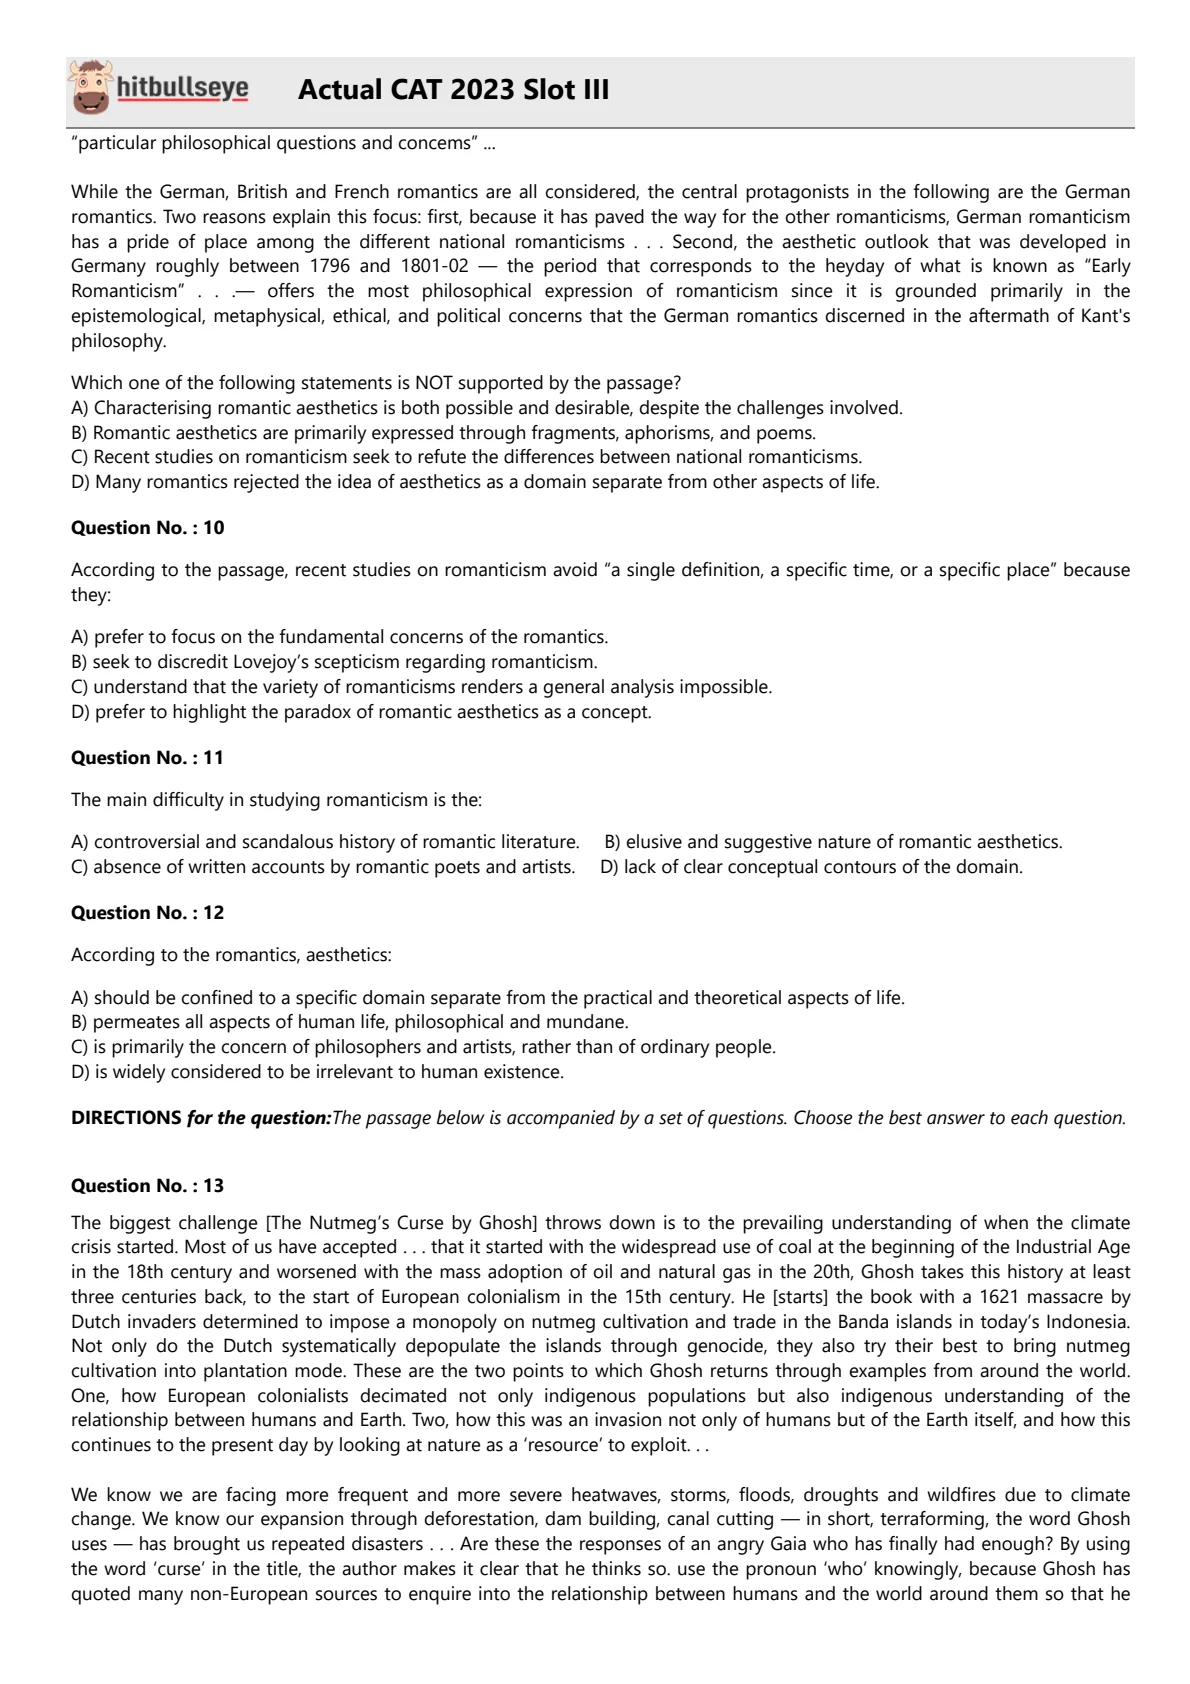 hitbullseye Actual CAT 2023 Slot III
“particular philosophical questions and concems” ...
While the German, British and French romantics are all considered, the central protagonists in the following are the German
romantics. Two reasons explain this focus: first, because it has paved the way for the other romanticisms, German romanticism
has a pride of place among the different national romanticisms . . . Second, the aesthetic outlook that was developed in
Germany roughly between 1796 and 1801-02 — the period that corresponds to the heyday of what is known as “Early
Romanticism” . . .— offers the most philosophical expression of romanticism since it is grounded primarily in the
epistemological, metaphysical, ethical, and political concerns that the German romantics discerned in the aftermath of Kant's
philosophy.
Which one of the following statements is NOT supported by the passage?
A) Characterising romantic aesthetics is both possible and desirable, despite the challenges involved.
B) Romantic aesthetics are primarily expressed through fragments, aphorisms, and poems.
C) Recent studies on romanticism seek to refute the differences between national romanticisms.
D) Many romantics rejected the idea of aesthetics as a domain separate from other aspects of life.
Question No. : 10
According to the passage, recent studies on romanticism avoid “a single definition, a specific time, or a specific place” because
they:
A) prefer to focus on the fundamental concerns of the romantics.
B) seek to discredit Lovejoy’s scepticism regarding romanticism.
C) understand that the variety of romanticisms renders a general analysis impossible.
D) prefer to highlight the paradox of romantic aesthetics as a concept.
Question No. : 11
The main difficulty in studying romanticism is the:
A) controversial and scandalous history of romantic literature. B) elusive and suggestive nature of romantic aesthetics.
C) absence of written accounts by romantic poets and artists. D) lack of clear conceptual contours of the domain.
Question No. : 12
According to the romantics, aesthetics:
A) should be confined to a specific domain separate from the practical and theoretical aspects of life.
B) permeates all aspects of human life, philosophical and mundane.
C) is primarily the concern of philosophers and artists, rather than of ordinary people.
D) is widely considered to be irrelevant to human existence.
DIRECTIONS for the question:The passage below is accompanied by a set of questions. Choose the best answer to each question.
Question No. : 13
The biggest challenge [The Nutmeg’s Curse by Ghosh] throws down is to the prevailing understanding of when the climate
crisis started. Most of us have accepted . . . that it started with the widespread use of coal at the beginning of the Industrial Age
in the 18th century and worsened with the mass adoption of oil and natural gas in the 20th, Ghosh takes this history at least
three centuries back, to the start of European colonialism in the 15th century. He [starts] the book with a 1621 massacre by
Dutch invaders determined to impose a monopoly on nutmeg cultivation and trade in the Banda islands in today’s Indonesia.
Not only do the Dutch systematically depopulate the islands through genocide, they also try their best to bring nutmeg
cultivation into plantation mode. These are the two points to which Ghosh returns through examples from around the world.
One, how European colonialists decimated not only indigenous populations but also indigenous understanding of the
relationship between humans and Earth. Two, how this was an invasion not only of humans but of the Earth itself, and how this
continues to the present day by looking at nature as a ‘resource’ to exploit. . .
We know we are facing more frequent and more severe heatwaves, storms, floods, droughts and wildfires due to climate
change. We know our expansion through deforestation, dam building, canal cutting — in short, terraforming, the word Ghosh
uses — has brought us repeated disasters . . . Are these the responses of an angry Gaia who has finally had enough? By using
the word ‘curse’ in the title, the author makes it clear that he thinks so. use the pronoun ‘who’ knowingly, because Ghosh has
quoted many non-European sources to enquire into the relationship between humans and the world around them so that he